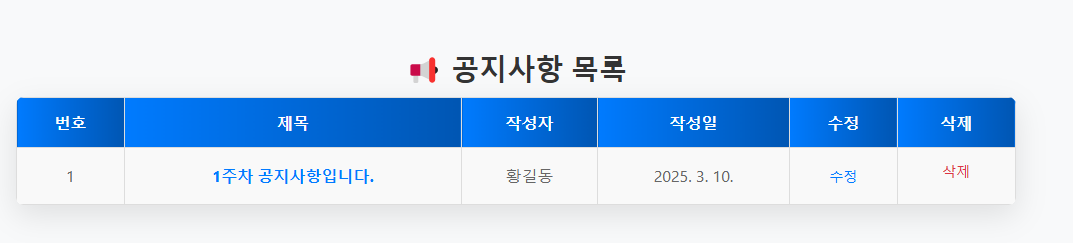 📢 공지사항 목록
번호 제목 작성자 작성일 수정 삭제
1 1주차 공지사항입니다. 황길동 2025. 3. 10. 수정 삭제